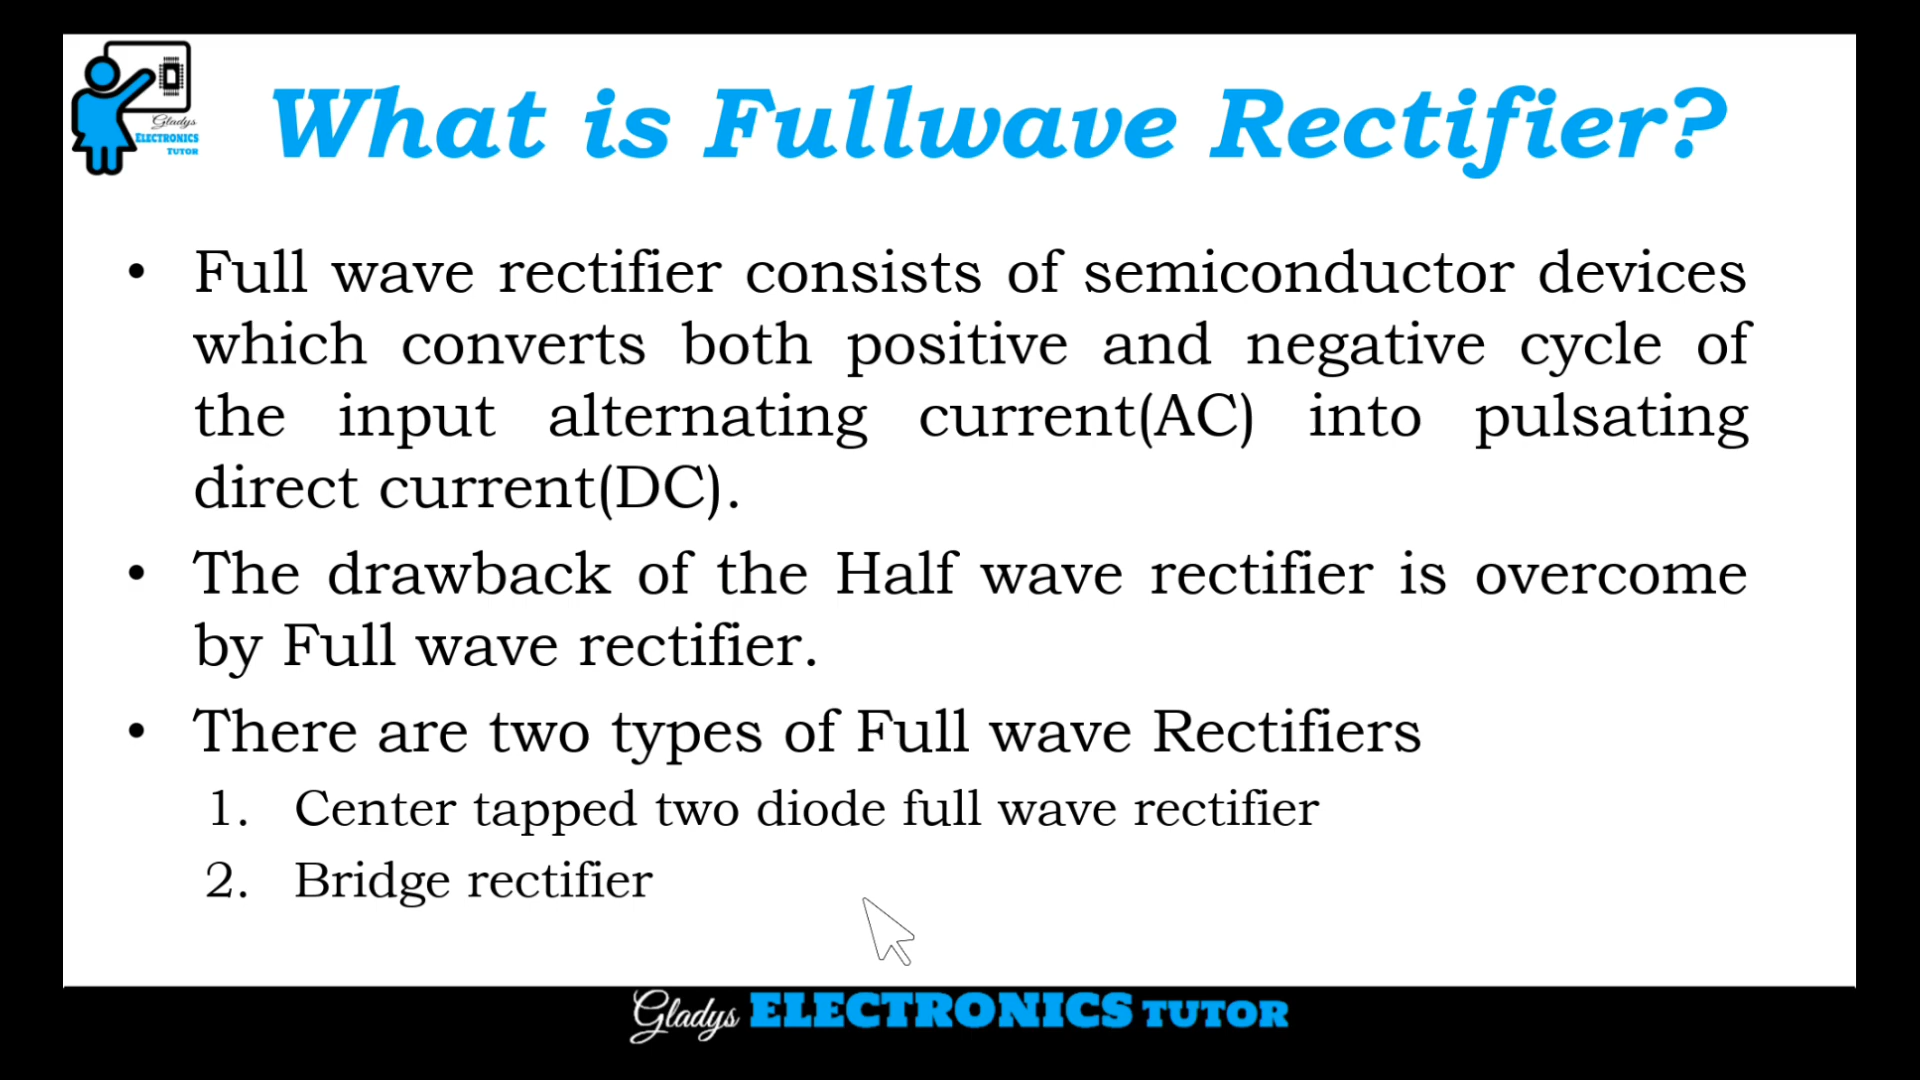 Gladys
ELECTRONICS
TUTOR
What is Fullwave Rectifier?
• Full wave rectifier consists of semiconductor devices
which converts both positive and negative cycle of
the input alternating current(AC) into pulsating
direct current(DC).
• The drawback of the Half wave rectifier is overcome
by Full wave rectifier.
• There are two types of Full wave Rectifiers
1. Center tapped two diode full wave rectifier
2. Bridge rectifier
Gladys ELECTRONICS TUTOR